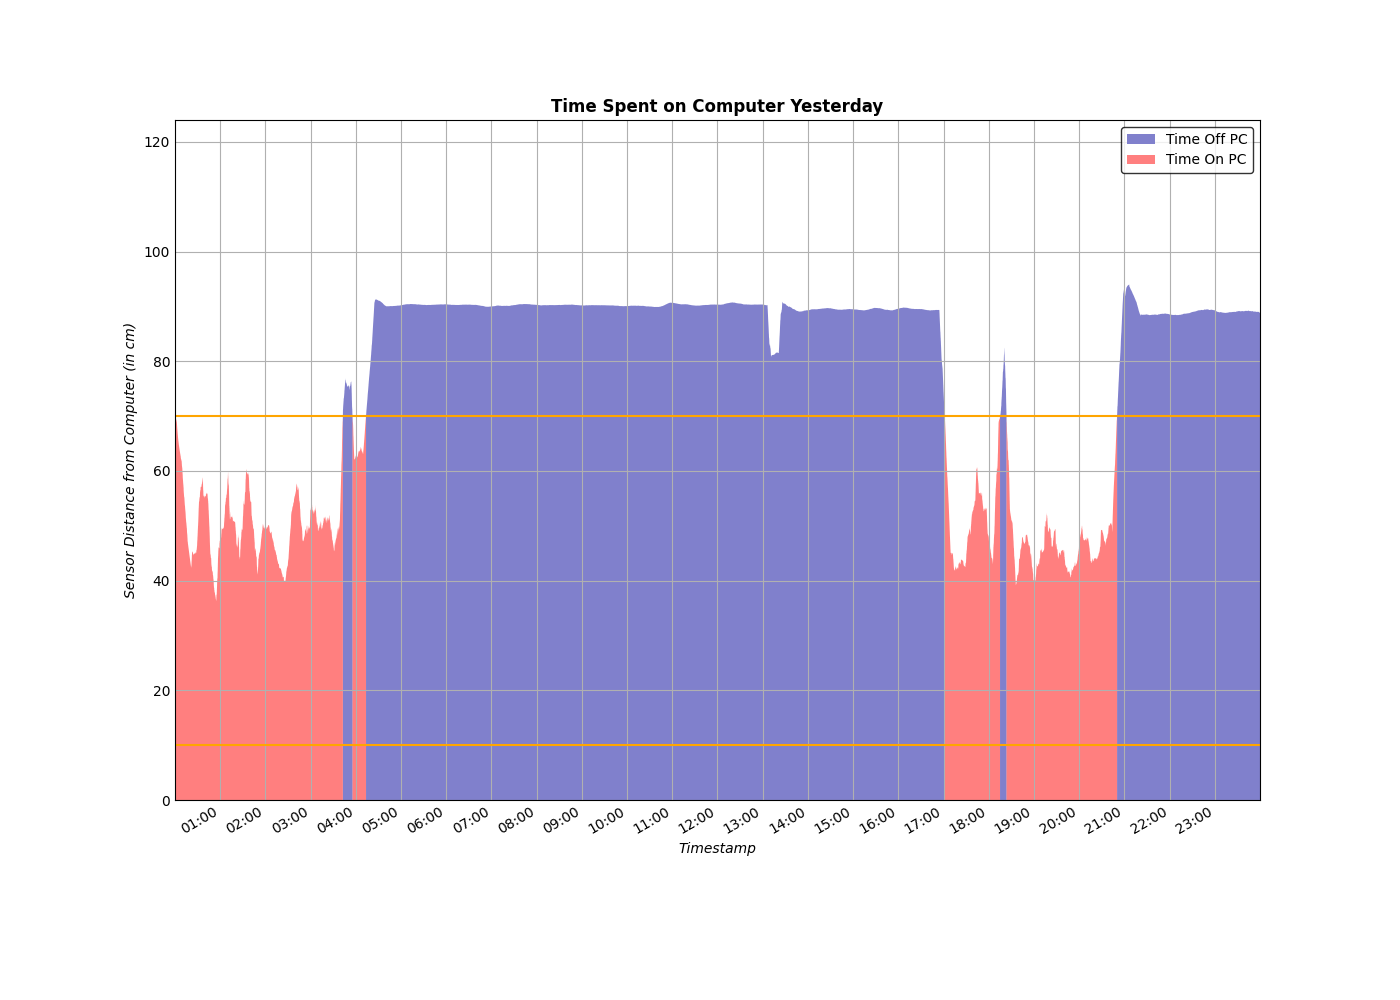 Time Spent on Computer Yesterday
Time Off PC
Time On PC
Sensor Distance from Computer (in cm)
120
100
80
60
40
20
0
01:00 02:00 03:00 04:00 05:00 06:00 07:00 08:00 09:00 10:00 11:00 12:00 13:00 14:00 15:00 16:00 17:00 18:00 19:00 20:00 21:00 22:00 23:00
Timestamp